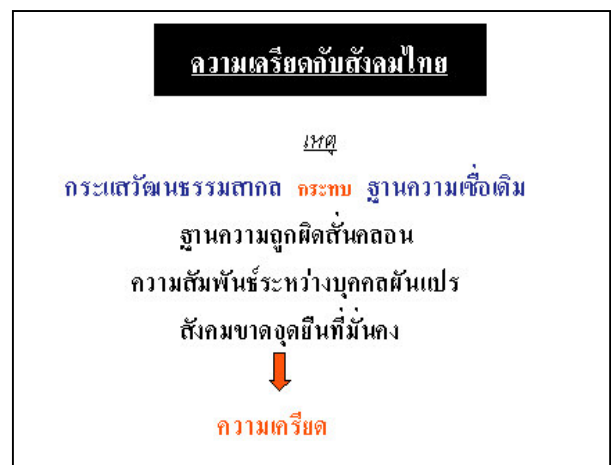 ความเครียดกับสังคมไทย
เหตุ
กระแสวัฒนธรรมสากล กระทบ ฐานความเชื่อเดิม
ฐานความถูกผิดสั่นคลอน
ความสัมพันธ์ระหว่างบุคคลผันแปร
สังคมขาดจุดยืนที่มั่นคง
ความเครียด